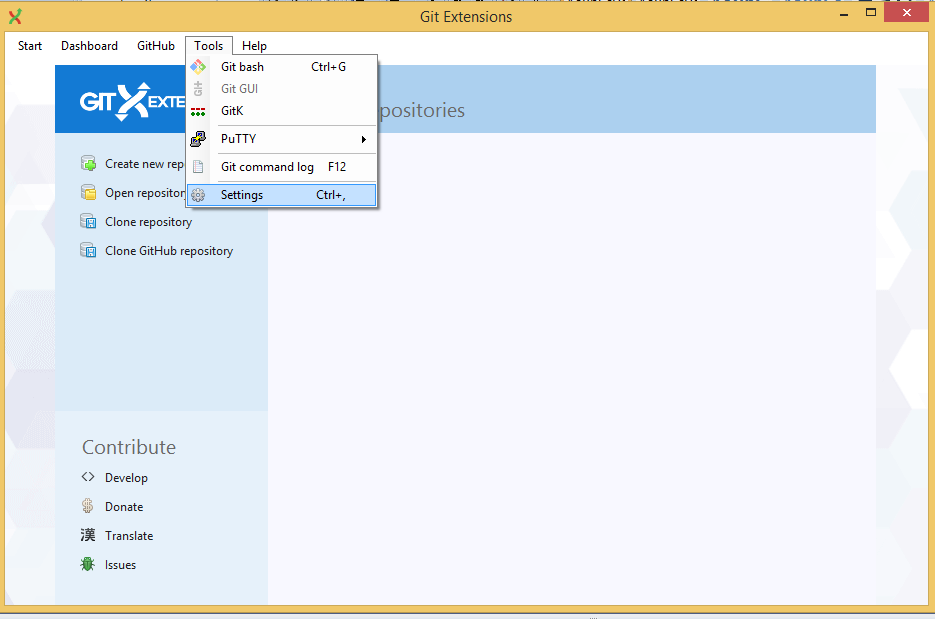 Git Extensions
Start Dashboard GitHub Tools Help
Git bash Ctrl+G
Git GUI
GitK
PuTTY
Git command log F12
Settings Ctrl+,
GIT EXTE
positories
Create new rep
Open repositor
Clone repository
Clone GitHub repository
Contribute
Develop
Donate
漢 Translate
Issues